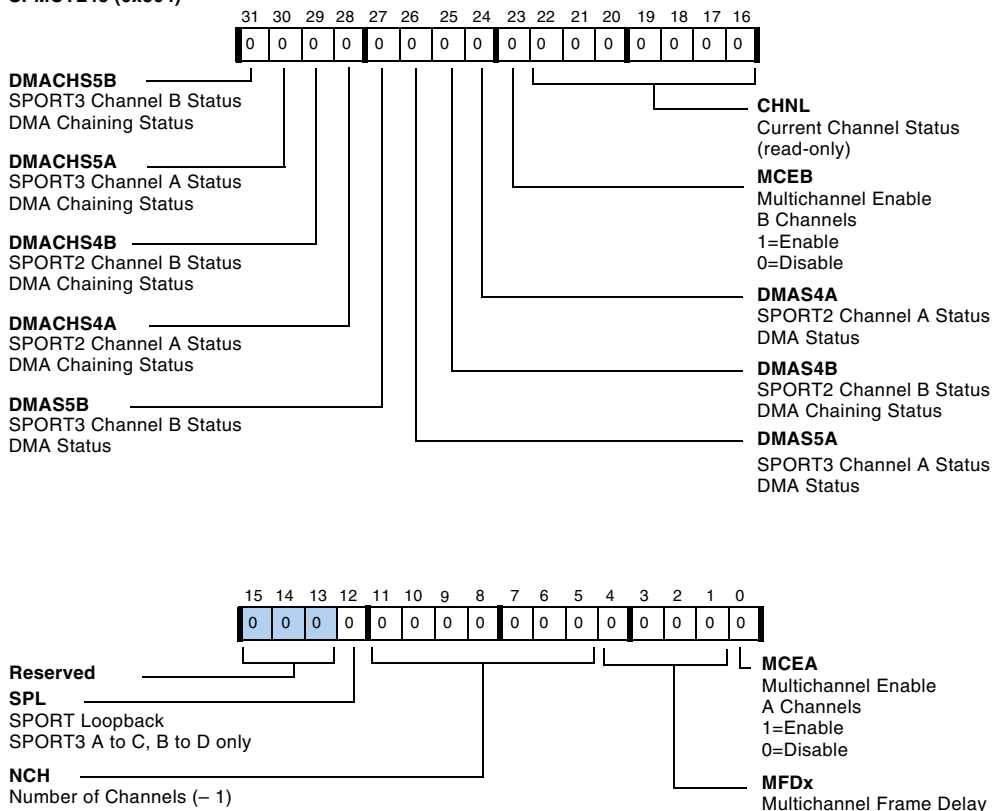 31 30 29 28 27 26 25 24 23 22 21 20 19 18 17 16
0 0 0 0 0 0 0 0 0 0 0 0 0 0 0 0
DMACHS5B
SPORT3 Channel B Status
DMA Chaining Status
DMACHS5A
SPORT3 Channel A Status
DMA Chaining Status
DMACHS4B
SPORT2 Channel B Status
DMA Chaining Status
DMACHS4A
SPORT2 Channel A Status
DMA Chaining Status
DMAS5B
SPORT3 Channel B Status
DMA Status
CHNL
Current Channel Status
(read-only)
MCEB
Multichannel Enable
B Channels
1=Enable
0=Disable
DMAS4A
SPORT2 Channel A Status
DMA Status
DMAS4B
SPORT2 Channel B Status
DMA Chaining Status
DMAS5A
SPORT3 Channel A Status
DMA Status
15 14 13 12 11 10 9 8 7 6 5 4 3 2 1 0
0 0 0 0 0 0 0 0 0 0 0 0 0 0 0 0
Reserved
SPL
SPORT Loopback
SPORT3 A to C, B to D only
NCH
Number of Channels (– 1)
MCEA
Multichannel Enable
A Channels
1=Enable
0=Disable
MFDx
Multichannel Frame Delay